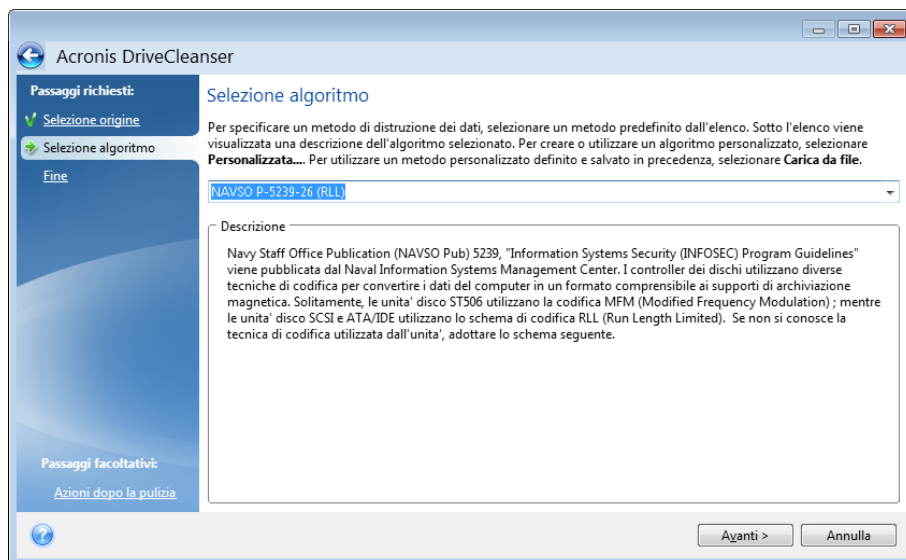 Acronis DriveCleanser
Passaggi richiesti:
Selezione origine
Selezione algoritmo
Fine
Passaggi facoltativi:
Azioni dopo la pulizia
Selezione algoritmo
Per specificare un metodo di distruzione dei dati, selezionare un metodo predefinito dall'elenco. Sotto l'elenco viene
visualizzata una descrizione dell'algoritmo selezionato. Per creare o utilizzare un algoritmo personalizzato, selezionare
Personalizzata.... Per utilizzare un metodo personalizzato definito e salvato in precedenza, selezionare Carica da file.
NAVSO P-5239-26 (RLL)
Descrizione
Navy Staff Office Publication (NAVSO Pub) 5239, "Information Systems Security (INFOSEC) Program Guidelines"
viene pubblicata dal Naval Information Systems Management Center. I controller dei dischi utilizzano diverse
tecniche di codifica per convertire i dati del computer in un formato comprensibile ai supporti di archiviazione
magnetica. Solitamente, le unita' disco ST506 utilizzano la codifica MFM (Modified Frequency Modulation) ; mentre
le unita' disco SCSI e ATA/IDE utilizzano lo schema di codifica RLL (Run Length Limited).  Se non si conosce la
tecnica di codifica utilizzata dall'unita', adottare lo schema seguente.
Avanti >
Annulla